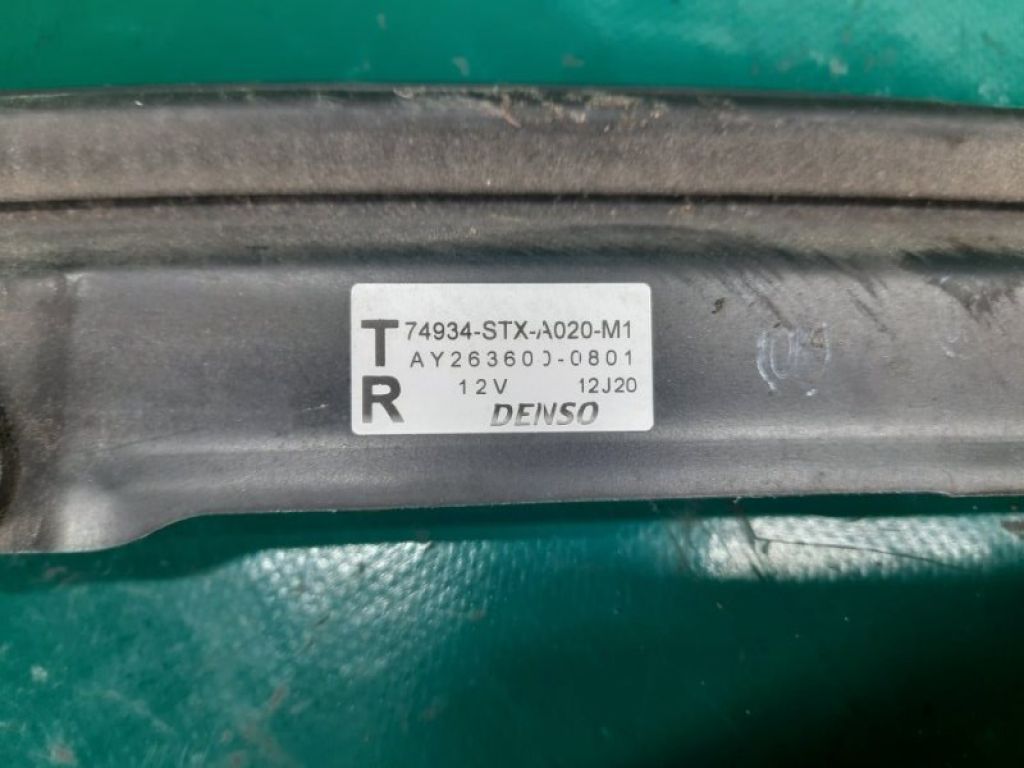 T 74934-STX-A020-M1
AY263600-0801
R 12V 12J20
DENSO